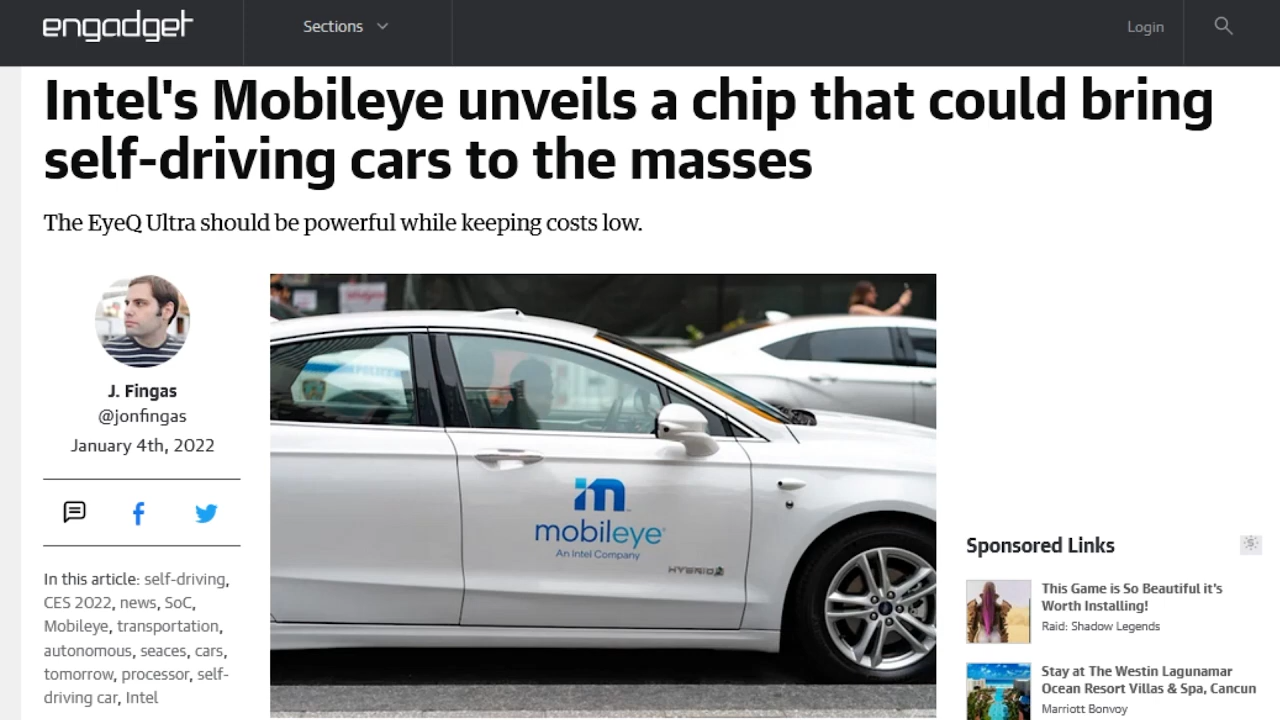 engadget
Sections
Login
Intel's Mobileye unveils a chip that could bring
self-driving cars to the masses
The EyeQ Ultra should be powerful while keeping costs low.
J. Fingas
@jonfingas
January 4th, 2022
In this article: self-driving,
CES 2022, news, SoC,
Mobileye, transportation,
autonomous, seaces, cars,
tomorrow, processor, self-
driving car, Intel
POLICE
mobileye
An Intel Company
HYBRID
Sponsored Links
This Game is So Beautiful it's
Worth Installing!
Raid: Shadow Legends
Stay at The Westin Lagunamar
Ocean Resort Villas & Spa, Cancun
Marriott Bonvoy